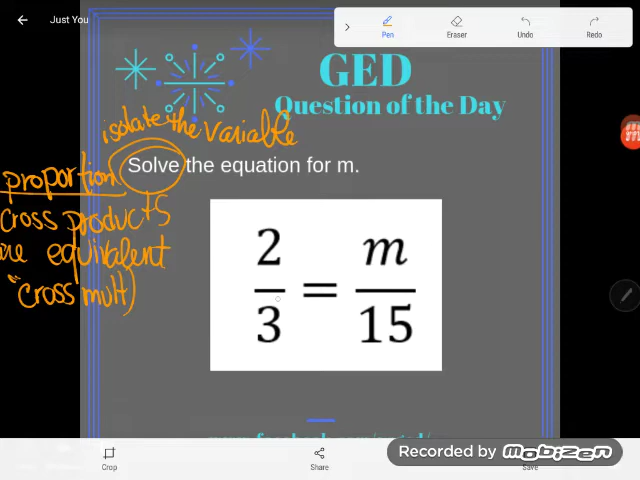 Just You
Pen
Eraser
Undo
Redo
GED
Question of the Day
isolate the variable
Solve the equation for m.
proportion
cross products
are equivalent
"cross mult)
2
3
=
m
15
Recorded by mobizen
Crop
Share
Save